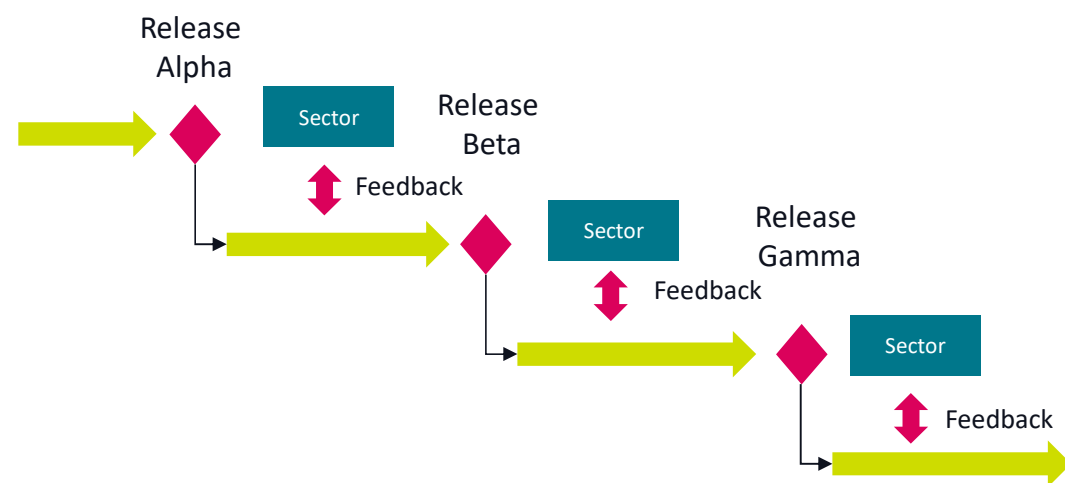 Release
Alpha
Sector
Feedback
Release
Beta
Sector
Feedback
Release
Gamma
Sector
Feedback